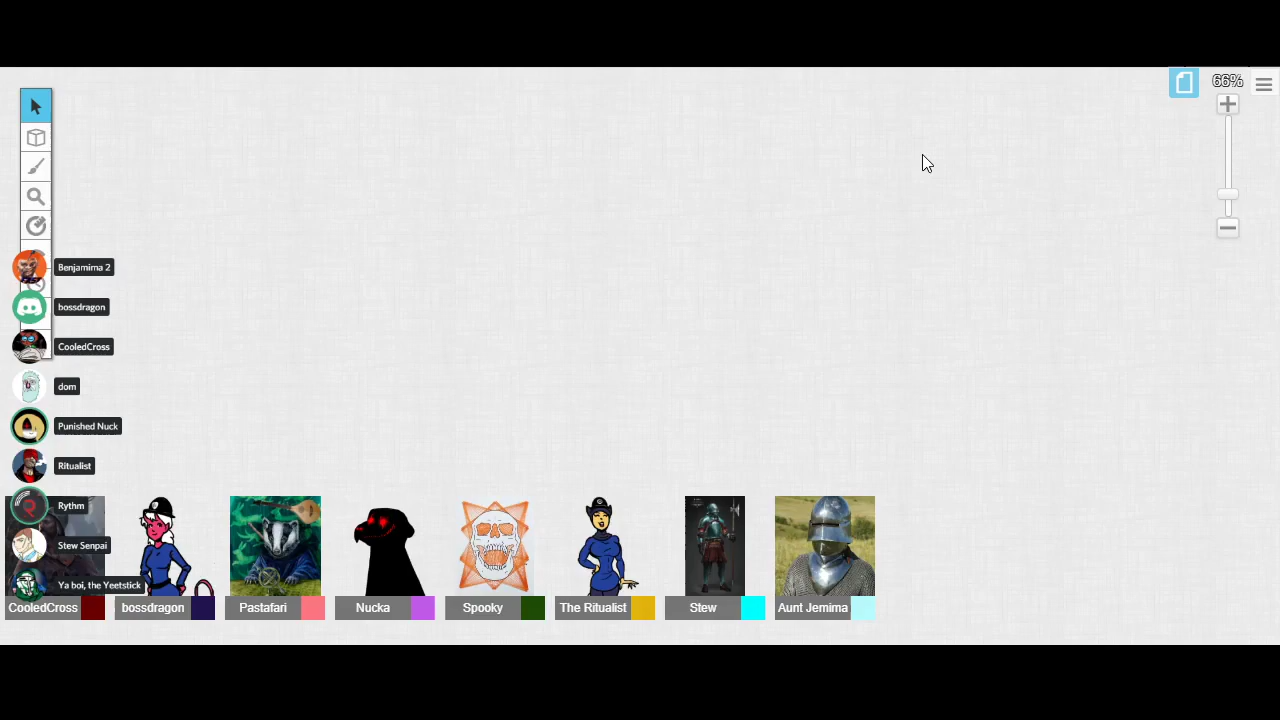 66%
Benjamima 2
bossdragon
CooledCross
dom
Punished Nuck
Ritualist
Rythm
Stew Senpai
Ya boi, the Yeetstick
CooledCross
bossdragon
Pastafari
Nucka
Spooky
The Ritualist
Stew
Aunt Jemima